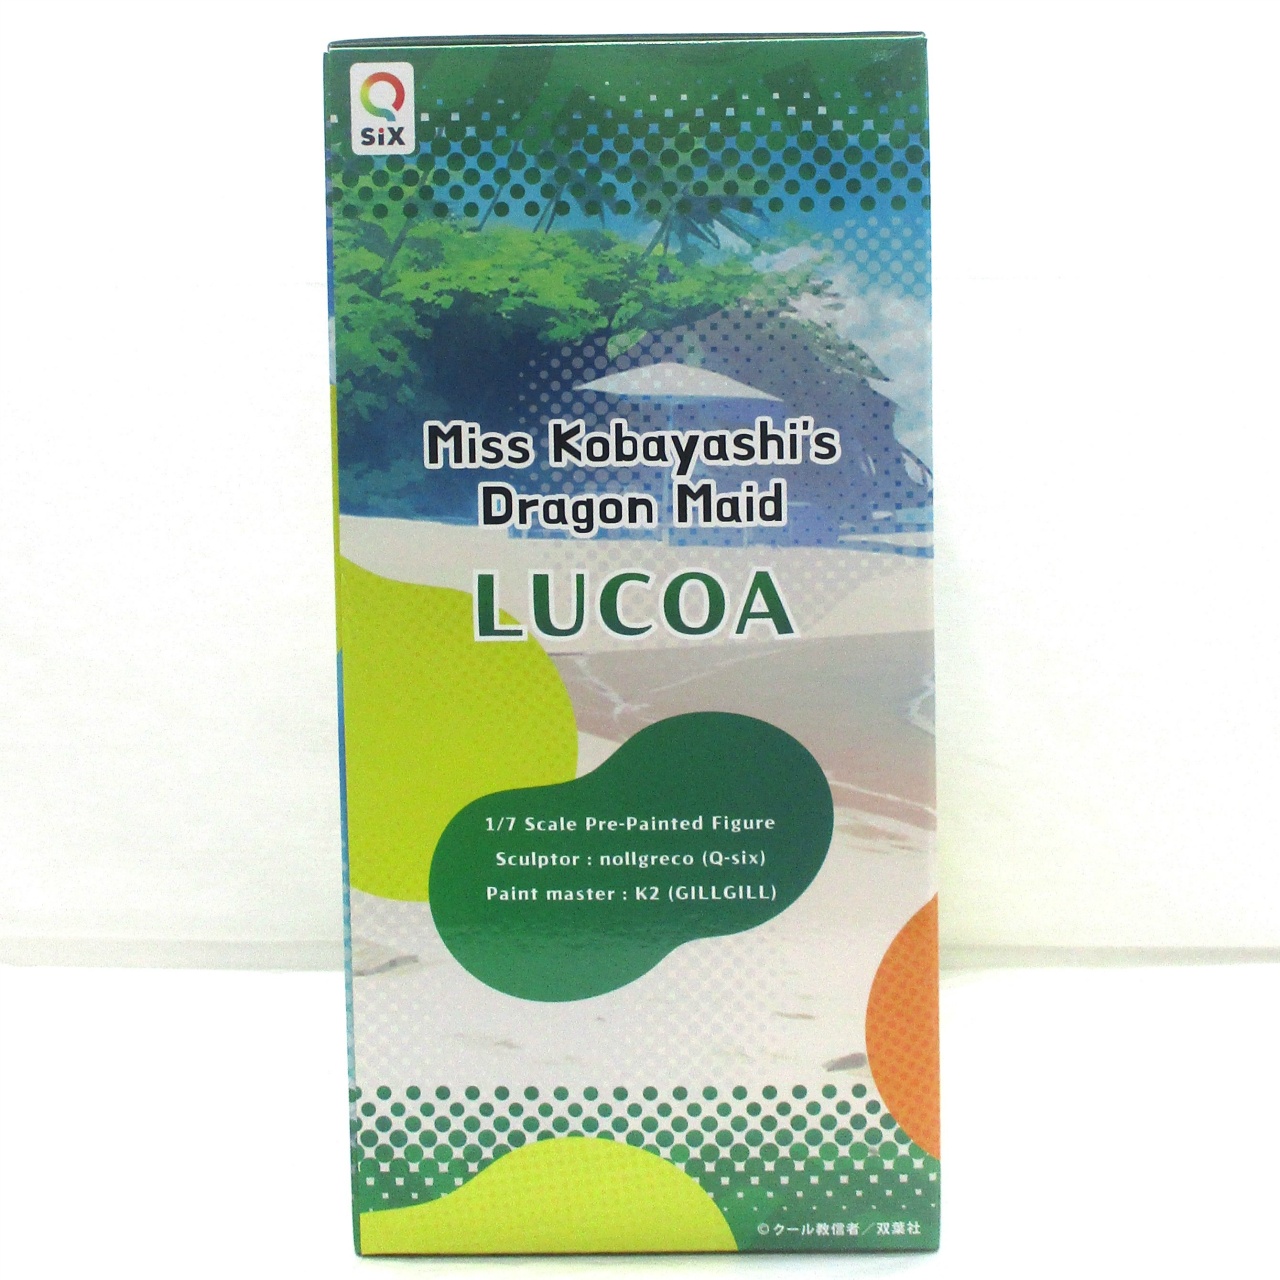 Q
SiX
Miss Kobayashi's
Dragon Maid
LUCOA
1/7 Scale Pre-Painted Figure
Sculptor : nollgreco (Q-six)
Paint master : K2 (GILLGILL)
©クール教信者／双葉社